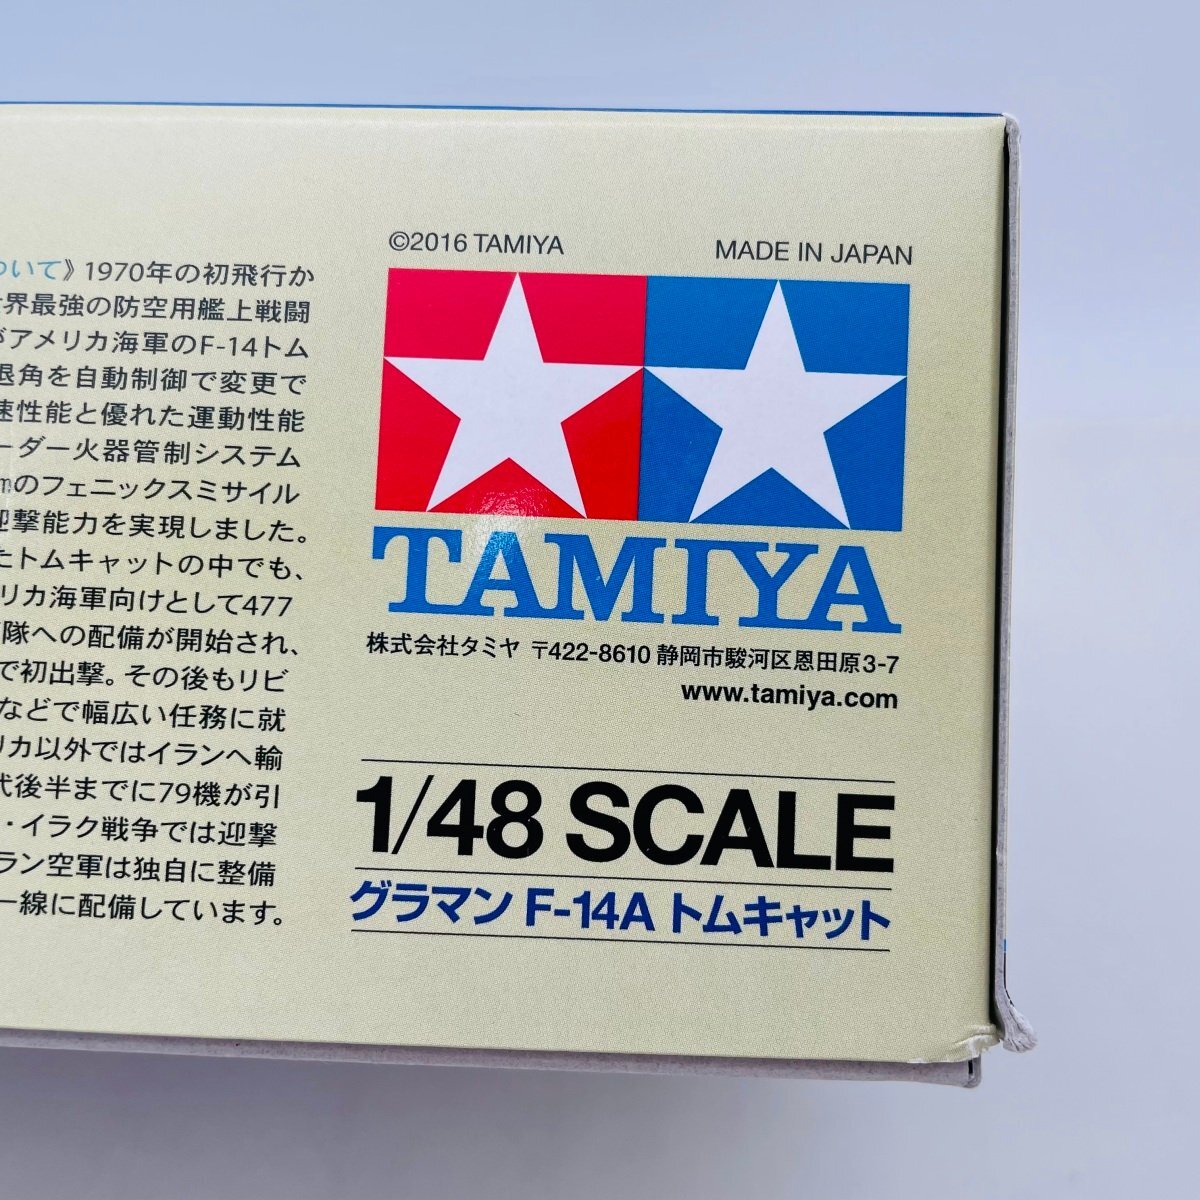 ついて》1970年の初飛行か
界最強の防空用艦上戦闘
がアメリカ海軍のF-14トム
退角を自動制御で変更で
速性能と優れた運動性能
ーダー火器管制システム
mのフェニックスミサイル
迎撃能力を実現しました。
たトムキャットの中でも、
リカ海軍向けとして477
隊への配備が開始され、
で初出撃。その後もリビ
などで幅広い任務に就
リカ以外ではイランへ輸
代後半までに79機が引
・イラク戦争では迎撃
ラン空軍は独自に整備
一線に配備しています。
©2016 TAMIYA
MADE IN JAPAN
TAMIYA
株式会社タミヤ 〒422-8610 静岡市駿河区恩田原3-7
www.tamiya.com
1/48 SCALE
グラマン F-14A トムキャット